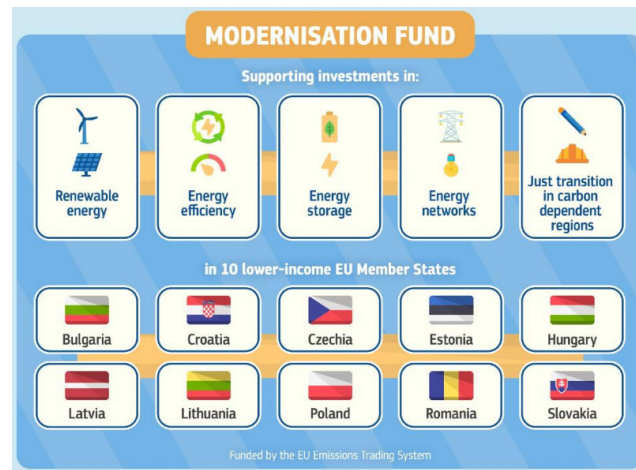 MODERNISATION FUND
Supporting investments in:
Renewable
energy
Energy
efficiency
Energy
storage
Energy
networks
Just transition
in carbon
dependent
regions
in 10 lower-income EU Member States
Bulgaria
Croatia
Czechia
Estonia
Hungary
Latvia
Lithuania
Poland
Romania
Slovakia
Funded by the EU Emissions Trading System